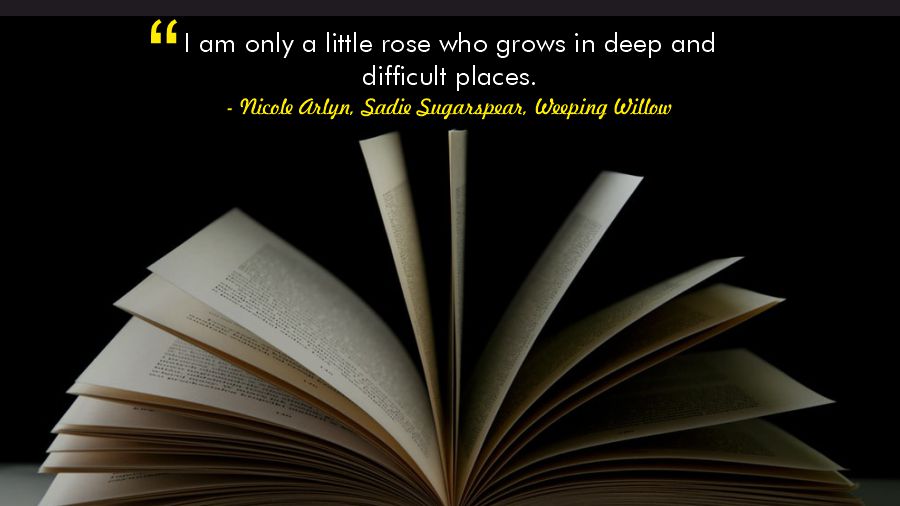 “I am only a little rose who grows in deep and
difficult places.
- Nicole Arlyn, Sadie Sugarspear, Weeping Willow